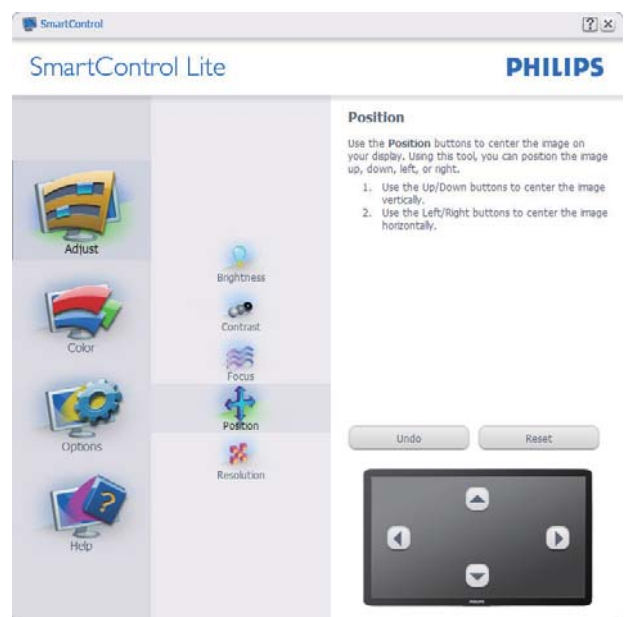 SmartControl
SmartControl Lite
PHILIPS
Adjust
Color
Options
Help
Brightness
Contrast
Focus
Position
Resolution
Position
Use the Position buttons to center the image on
your display. Using this tool, you can position the image
up, down, left, or right.
1. Use the Up/Down buttons to center the image
vertically.
2. Use the Left/Right buttons to center the image
horizontally.
Undo
Reset
PHILIPS